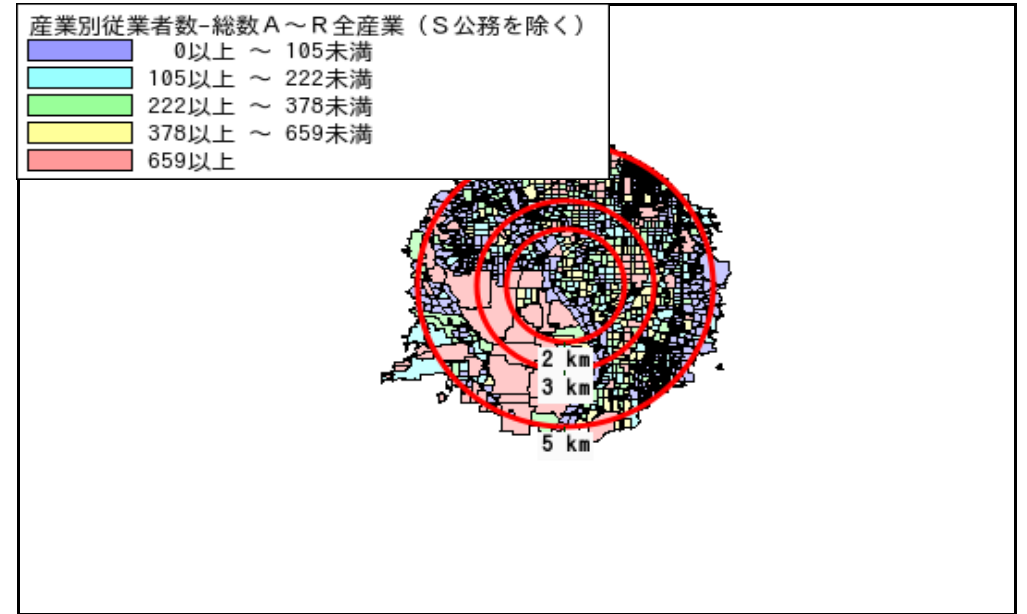 産業別従業者数−総数A～R全産業（S公務を除く）
0以上 ～ 105未満
105以上 ～ 222未満
222以上 ～ 378未満
378以上 ～ 659未満
659以上
2 km
3 km
5 km